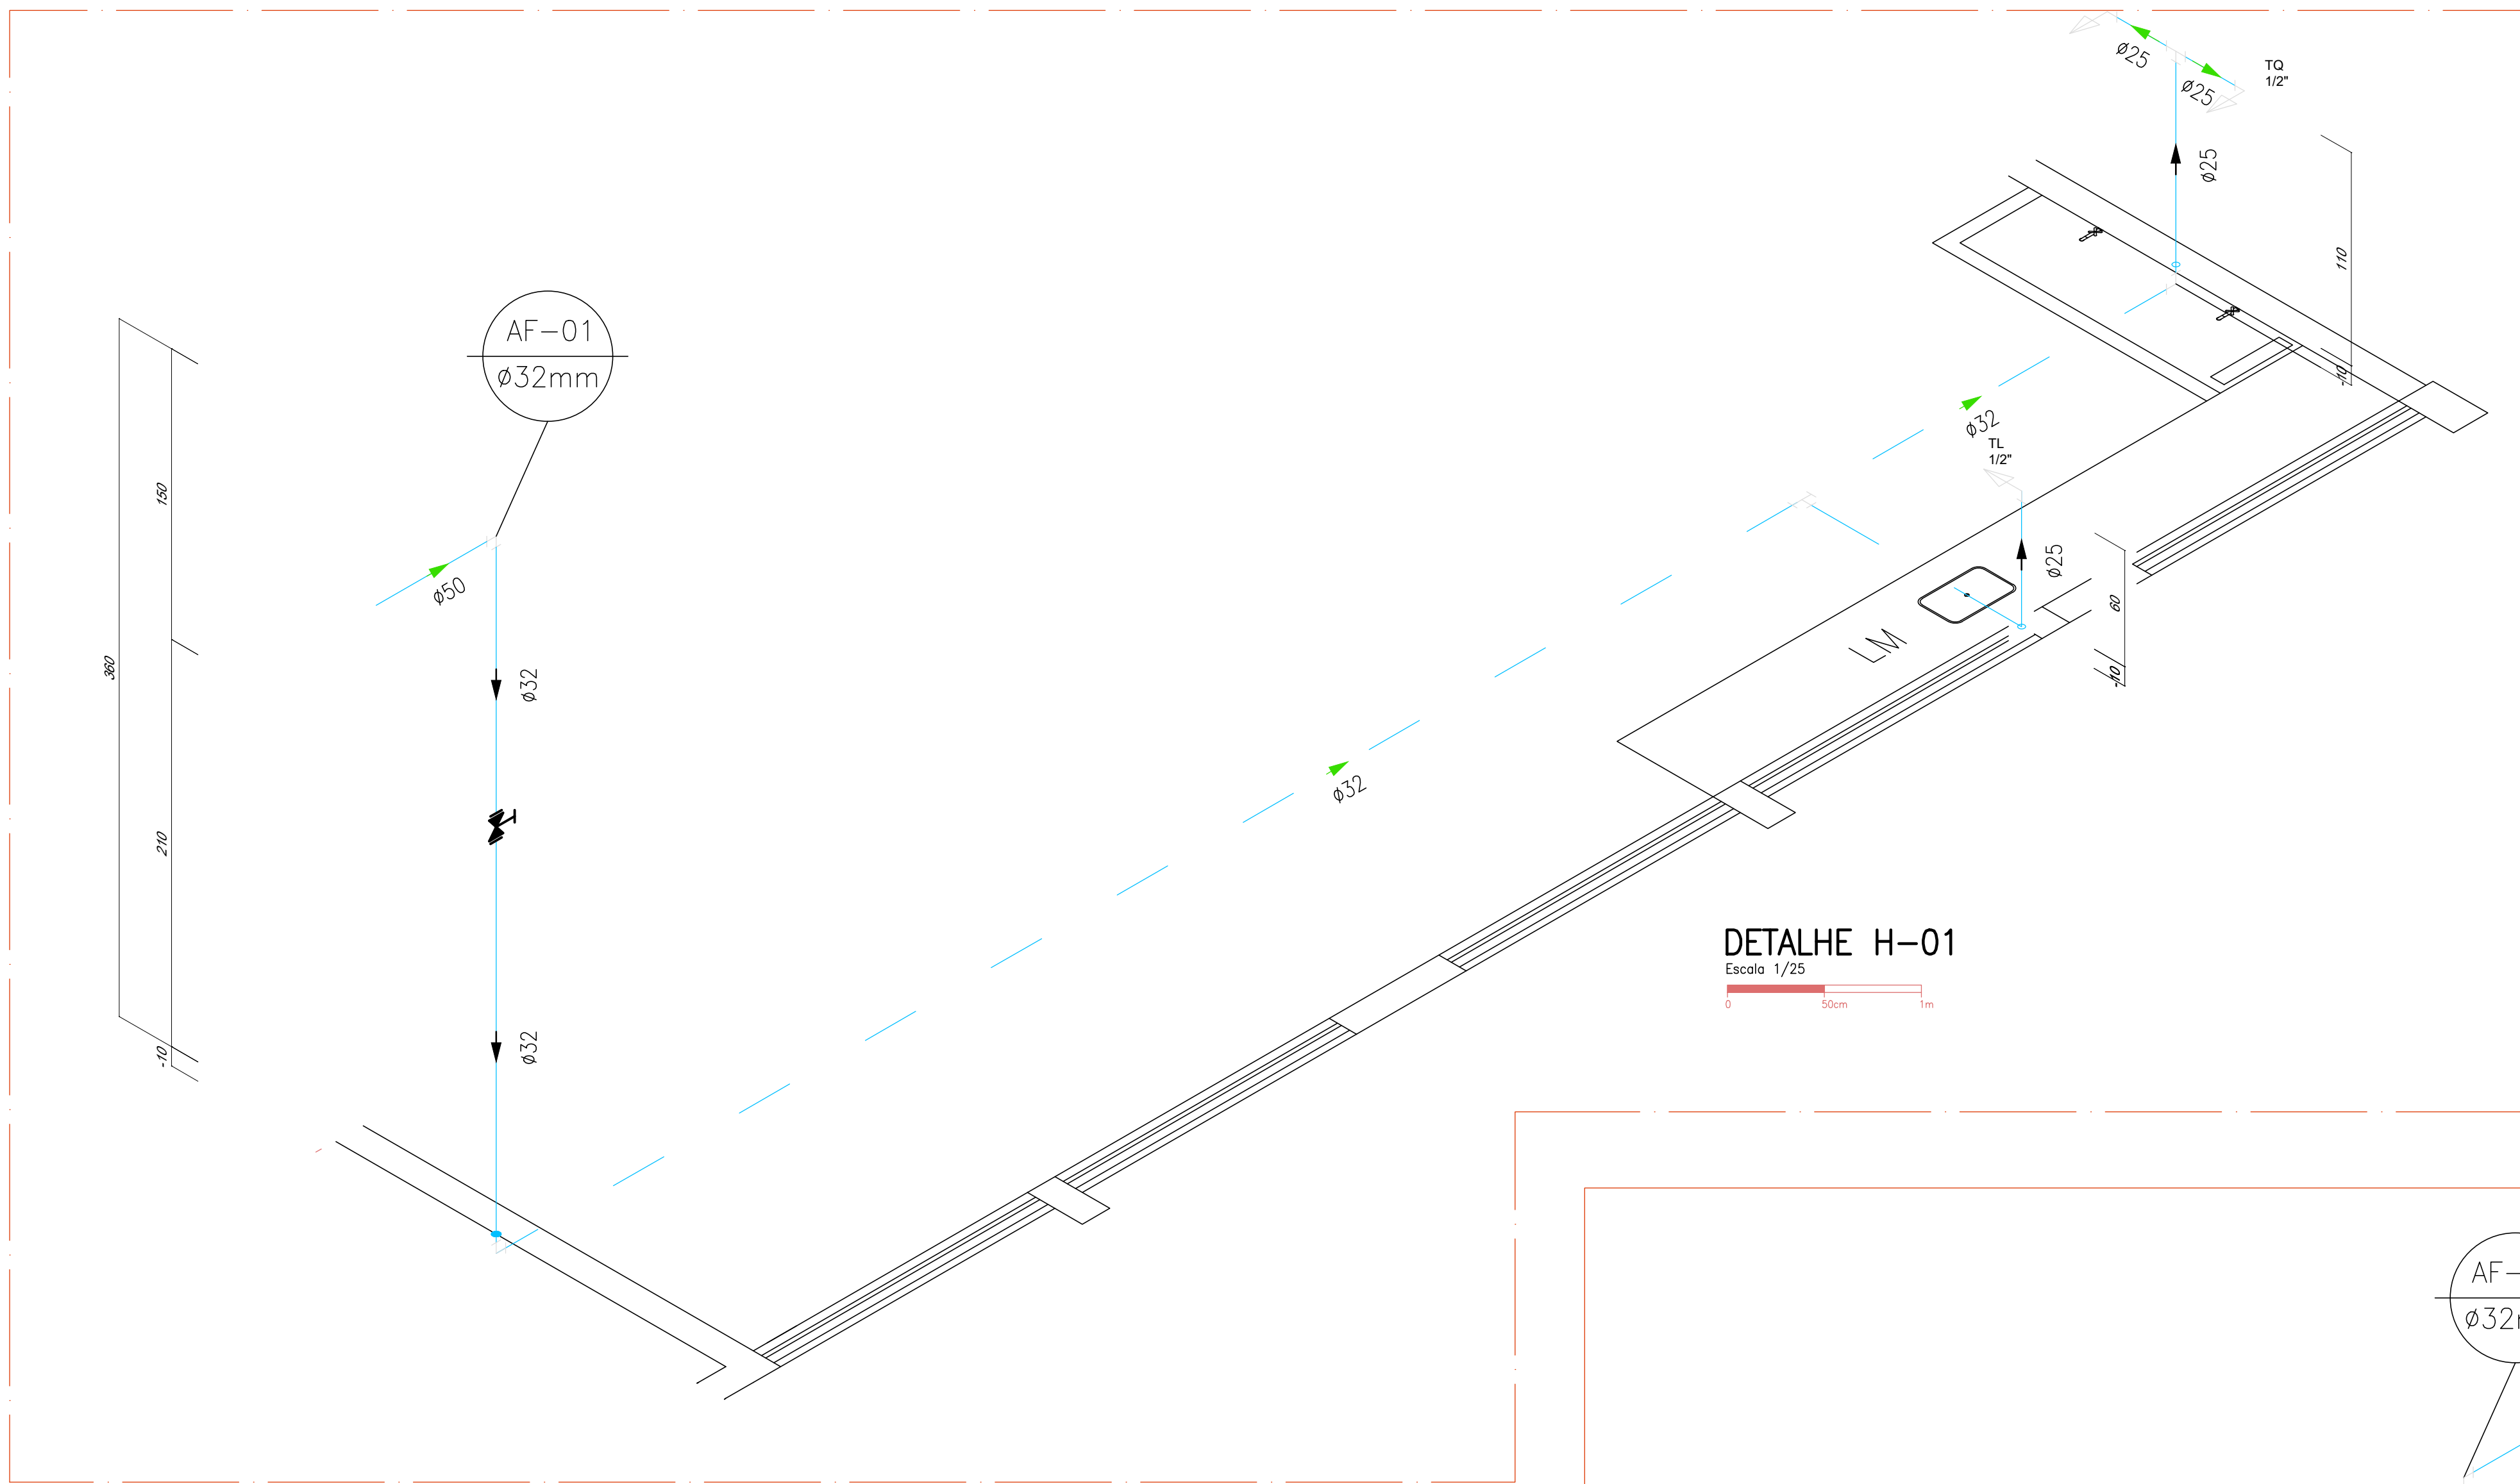 ø25
ø25
TQ
1/2"
ø25
110
-10
AF-01
ø32mm
ø32
TL
1/2"
150
ø50
ø25
60
-10
LM
360
ø32
210
ø32
DETALHE H-01
Escala 1/25
0
50cm
1m
ø32
-10
AF-
ø32